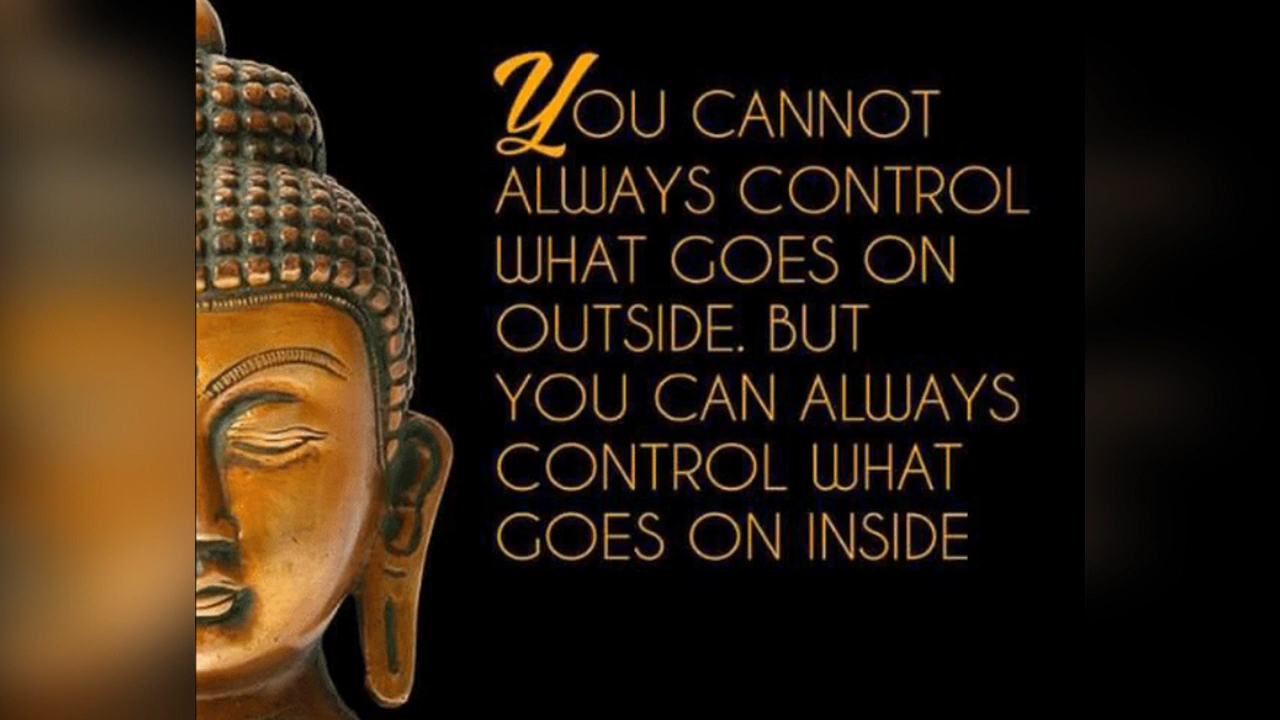 YOU CANNOT
ALWAYS CONTROL
WHAT GOES ON
OUTSIDE. BUT
YOU CAN ALWAYS
CONTROL WHAT
GOES ON INSIDE